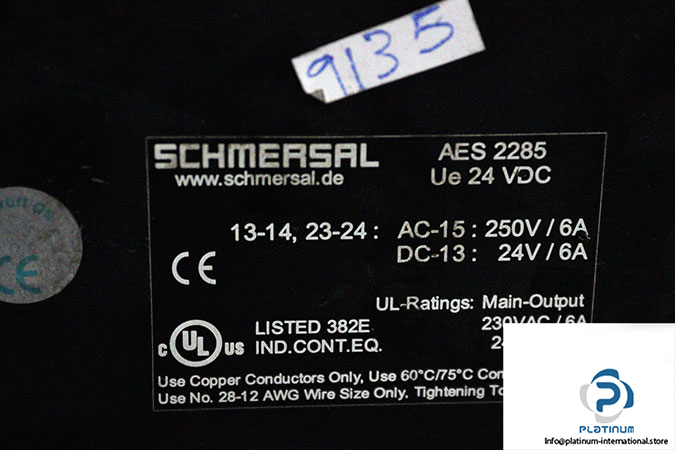 9135
SCHMERSAL
AES 2285
www.schmersal.de
Ue 24 VDC
13-14, 23-24 : AC-15 : 250V / 6A
DC-13 : 24V / 6A
CE
UL-Ratings: Main-Output
230VAC / 6A
C UL US LISTED 382E
IND.CONT.EQ.
Use Copper Conductors Only, Use 60°C/75°C
Use No. 28-12 AWG Wire Size Only, Tightening
CE
P
PLATINUM
Info@platinum-international.store